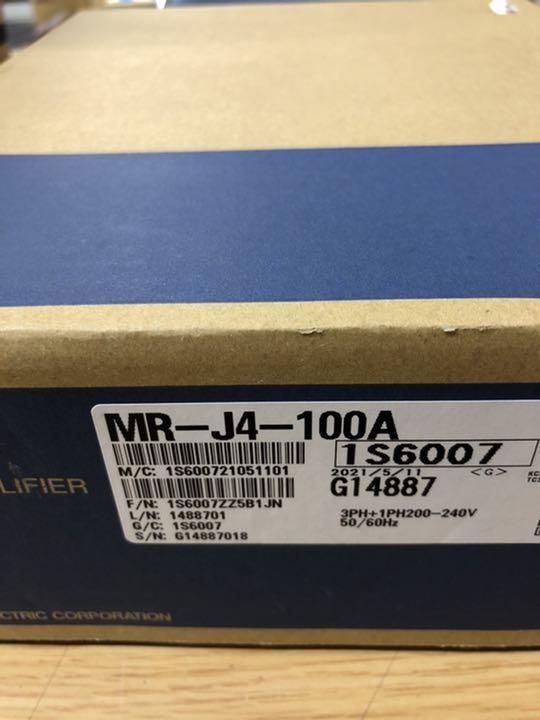 MR-J4-100A
1S6007
M/C: 1S600721051101
2021/5/11 <G>
LIFIER
G14887
F/N: 1S6007ZZ5B1JN
L/N: 1488701
G/C: 1S6007
S/N: G14887018
3PH+1PH200-240V
50/60Hz
CTRIC CORPORATION